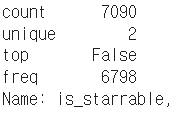 count 7090
unique 2
top False
freq 6798
Name: is_starrable,